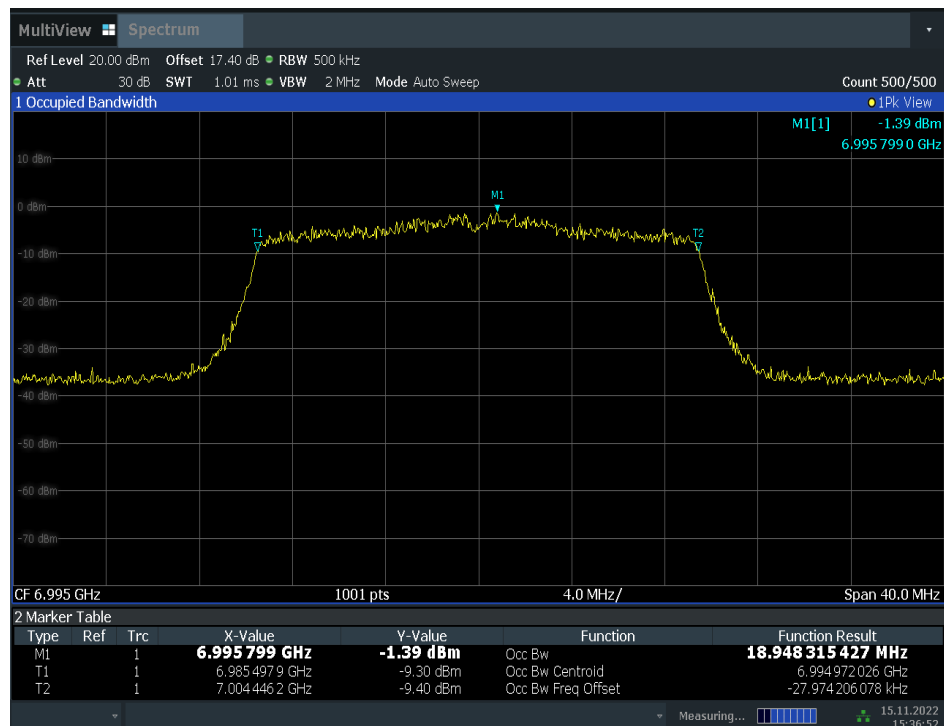 MultiView Spectrum
Ref Level 20.00 dBm Offset 17.40 dB RBW 500 kHz
Att 30 dB SWT 1.01 ms VBW 2 MHz Mode Auto Sweep Count 500/500
1 Occupied Bandwidth 1Pk View
M1[1] -1.39 dBm
6.995 799 0 GHz
10 dBm
M1
0 dBm
T1 T2
-10 dBm
-20 dBm
-30 dBm
-40 dBm
-50 dBm
-60 dBm
-70 dBm
CF 6.995 GHz 1001 pts 4.0 MHz/ Span 40.0 MHz
2 Marker Table
Type Ref Trc X-Value Y-Value Function Function Result
M1 1 6.995 799 GHz -1.39 dBm Occ Bw 18.948 315 427 MHz
T1 1 6.985 497 9 GHz -9.30 dBm Occ Bw Centroid 6.994 972 026 GHz
T2 1 7.004 446 2 GHz -9.40 dBm Occ Bw Freq Offset -27.974 206 078 kHz
Measuring... 15.11.2022
15:36:52